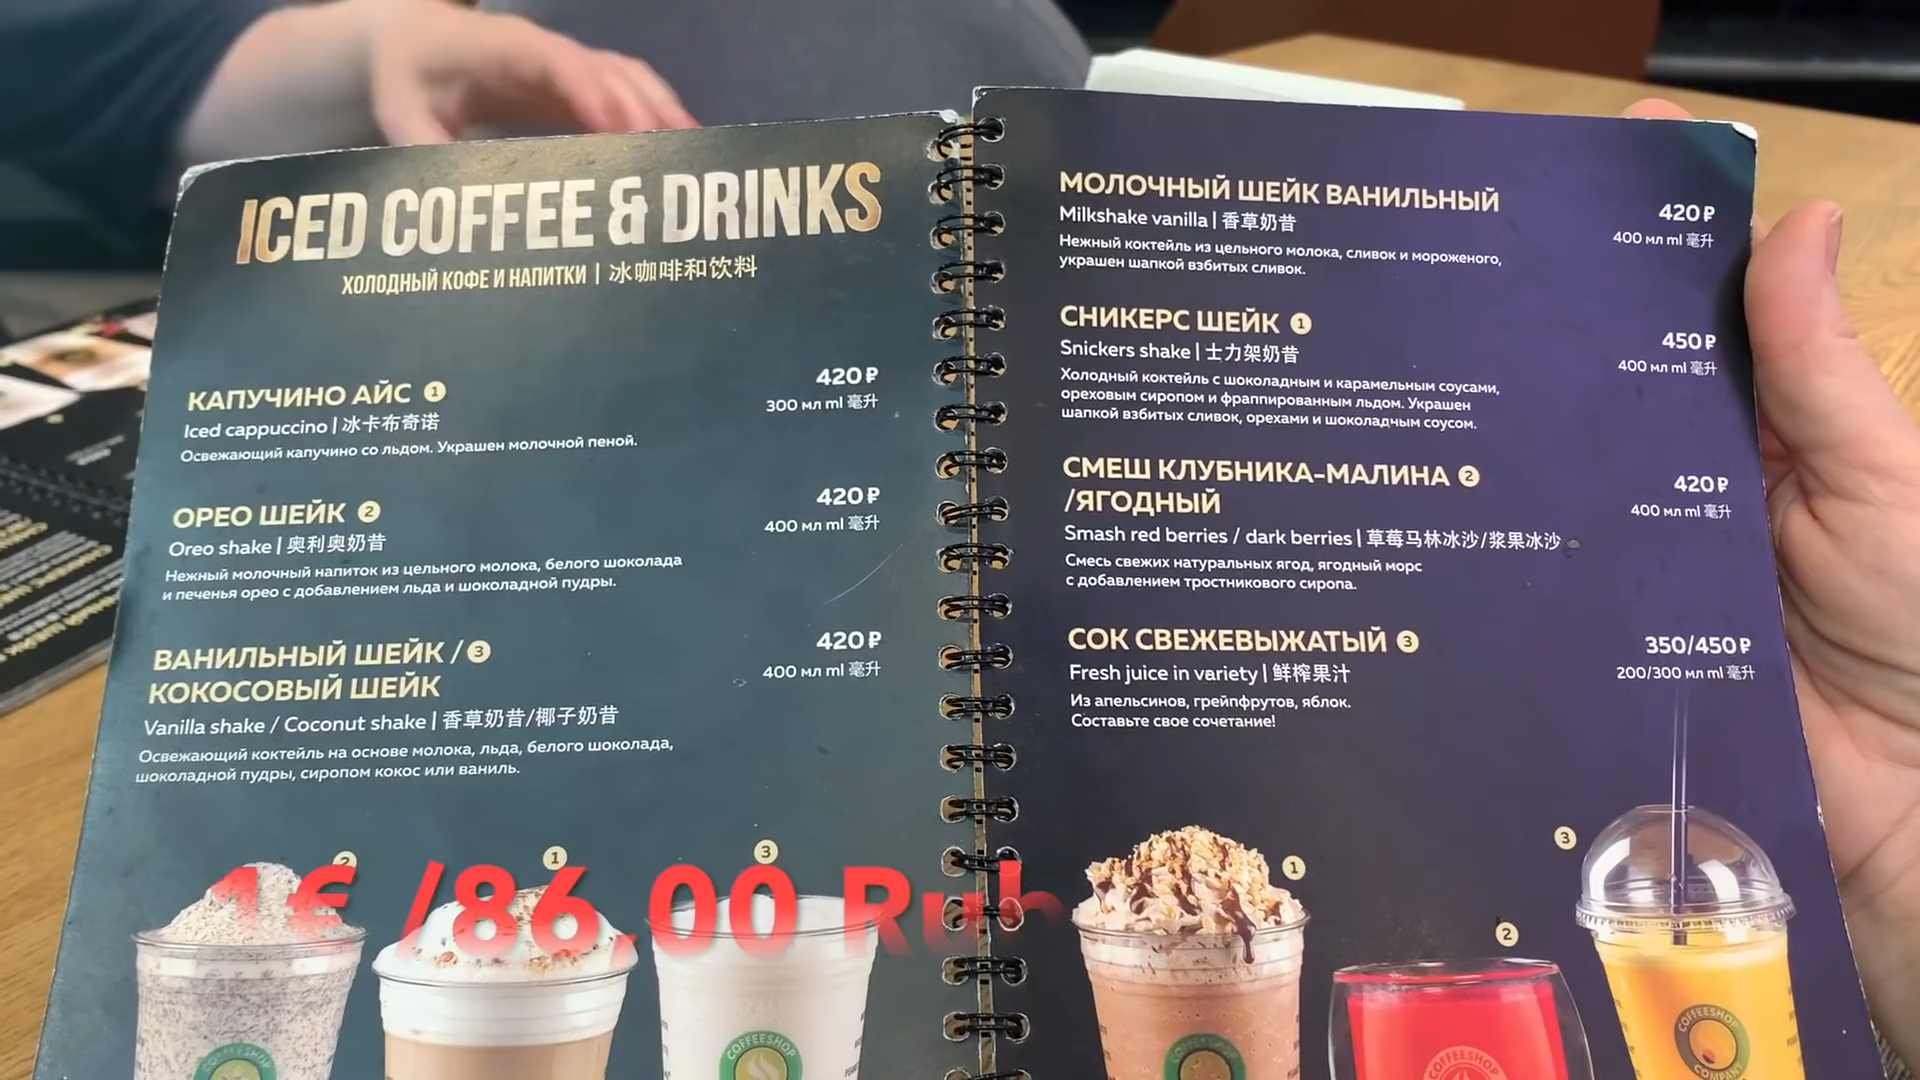 ICED COFFEE & DRINKS
ХОЛОДНЫЙ КОФЕ И НАПИТКИ | 冰咖啡和饮料
КАПУЧИНО АЙС 1
420 ₽
Iced cappuccino | 冰卡布奇诺
300 мл ml 毫升
Освежающий капучино со льдом. Украшен молочной пеной.
ОРЕО ШЕЙК 2
420 ₽
Oreo shake | 奥利奥奶昔
400 мл ml 毫升
Нежный молочный напиток из цельного молока, белого шоколада
и печенья орео с добавлением льда и шоколадной пудры.
ВАНИЛЬНЫЙ ШЕЙК / 3
КОКОСОВЫЙ ШЕЙК
420 ₽
400 мл ml 毫升
Vanilla shake / Coconut shake | 香草奶昔/椰子奶昔
Освежающий коктейль на основе молока, льда, белого шоколада,
шоколадной пудры, сиропом кокос или ваниль.
2
1
3
COFFEESHOP
COFFEESHOP
МОЛОЧНЫЙ ШЕЙК ВАНИЛЬНЫЙ
420 ₽
Milkshake vanilla | 香草奶昔
400 мл ml 毫升
Нежный коктейль из цельного молока, сливок и мороженого,
украшен шапкой взбитых сливок.
СНИКЕРС ШЕЙК 1
450 ₽
Snickers shake | 士力架奶昔
400 мл ml 毫升
Холодный коктейль с шоколадным и карамельным соусами,
ореховым сиропом и фраппированным льдом. Украшен
шапкой взбитых сливок, орехами и шоколадным соусом.
СМЕШ КЛУБНИКА-МАЛИНА 2
/ЯГОДНЫЙ
420 ₽
400 мл ml 毫升
Smash red berries / dark berries | 草莓马林冰沙/浆果冰沙
Смесь свежих натуральных ягод, ягодный морс
с добавлением тростникового сиропа.
СОК СВЕЖЕВЫЖАТЫЙ 3
350/450 ₽
Fresh juice in variety | 鲜榨果汁
200/300 мл ml 毫升
Из апельсинов, грейпфрутов, яблок.
Составьте свое сочетание!
1
2
3
COFFEESHOP
COFFEESHOP
COMPANY
1€ /86,00 Rub